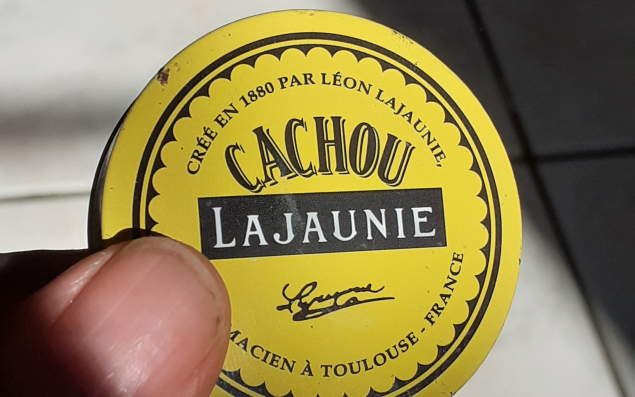 CRÉÉ EN 1880 PAR LÉON LAJAUNIE,
CACHOU
LAJAUNIE
MACIEN À TOULOUSE - FRANCE